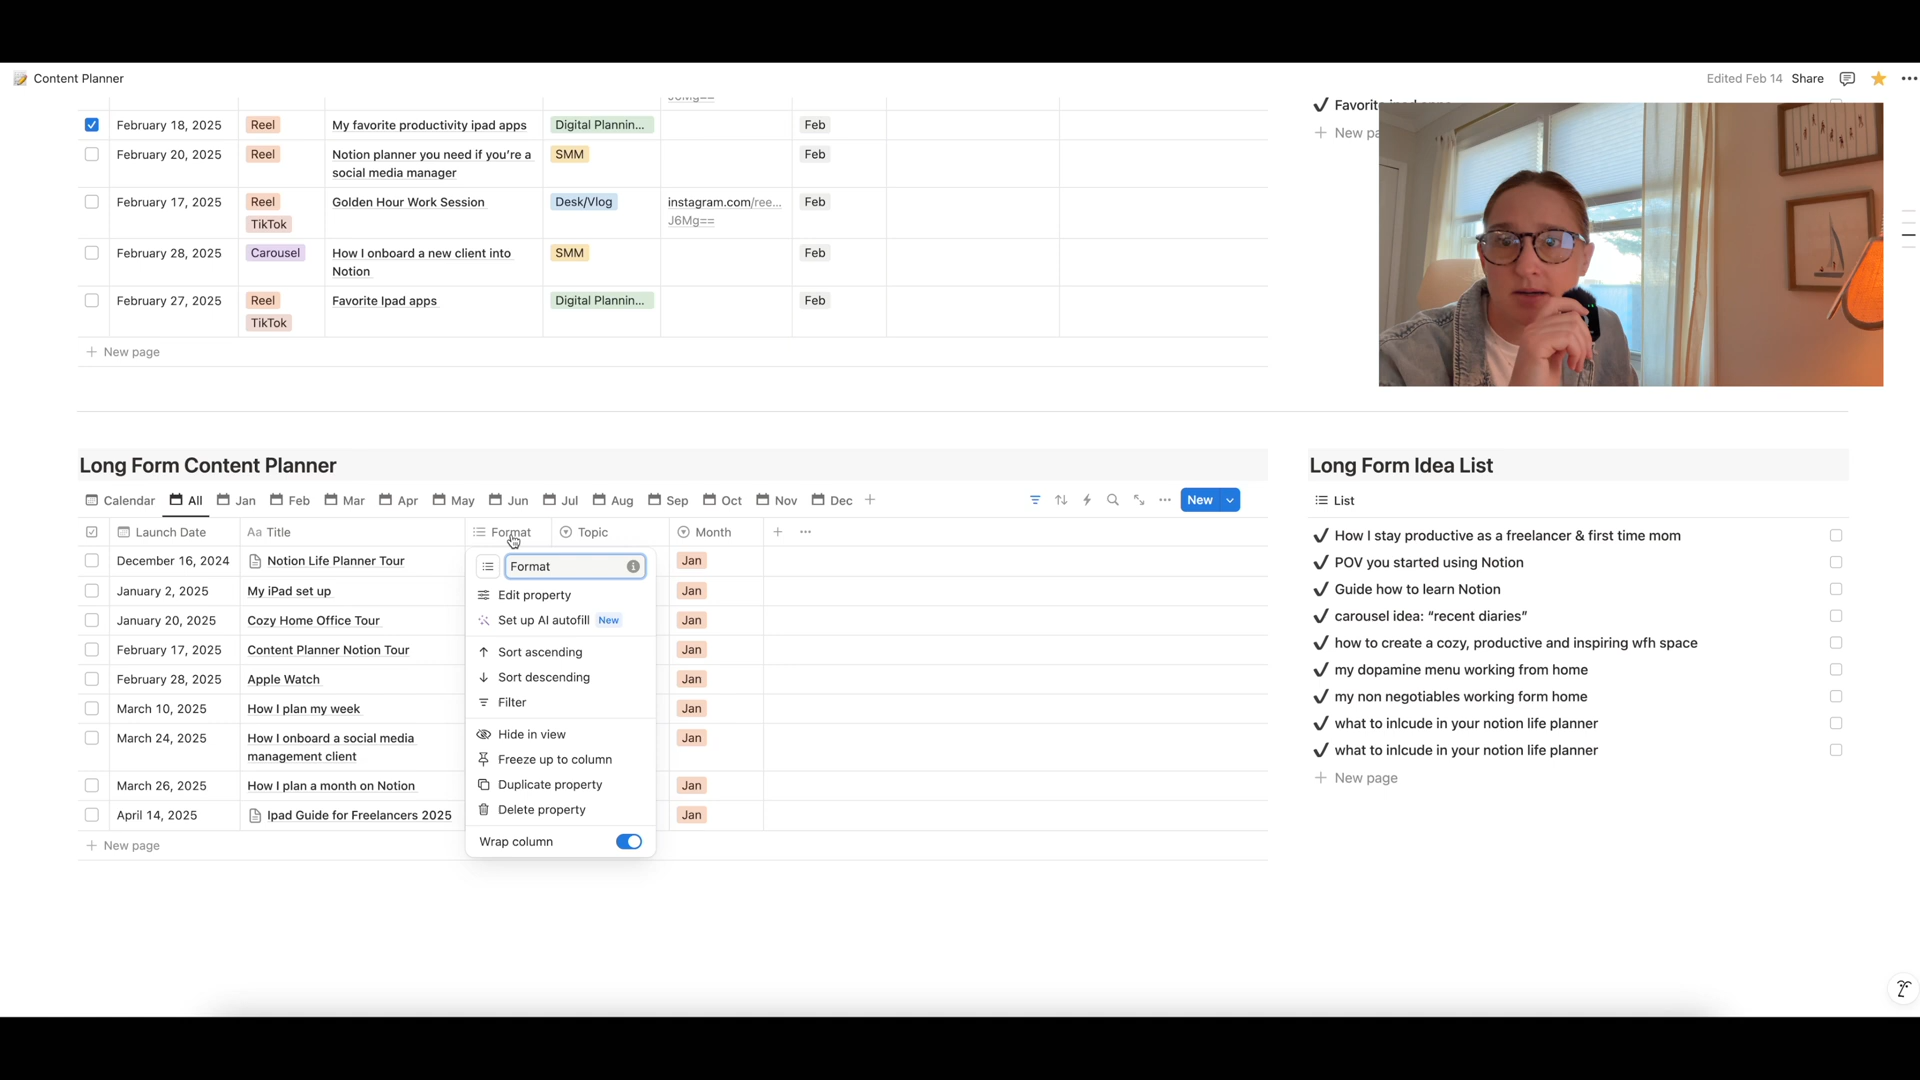 Content Planner
Edited Feb 14 Share
J6Mg==
February 18, 2025 Reel My favorite productivity ipad apps Digital Plannin... Feb
February 20, 2025 Reel Notion planner you need if you're a SMM Feb
social media manager
February 17, 2025 Reel Golden Hour Work Session Desk/Vlog instagram.com/ree... Feb
TikTok J6Mg==
February 28, 2025 Carousel How I onboard a new client into SMM Feb
Notion
February 27, 2025 Reel Favorite Ipad apps Digital Plannin... Feb
TikTok
New page
Long Form Content Planner
Calendar All Jan Feb Mar Apr May Jun Jul Aug Sep Oct Nov Dec New
Launch Date Aa Title Format Topic Month
December 16, 2024 Notion Life Planner Tour Jan
January 2, 2025 My iPad set up Jan
January 20, 2025 Cozy Home Office Tour Jan
February 17, 2025 Content Planner Notion Tour Jan
February 28, 2025 Apple Watch Jan
March 10, 2025 How I plan my week Jan
March 24, 2025 How I onboard a social media Jan
management client
March 26, 2025 How I plan a month on Notion Jan
April 14, 2025 Ipad Guide for Freelancers 2025 Jan
New page
Format
Edit property
Set up AI autofill New
Sort ascending
Sort descending
Filter
Hide in view
Freeze up to column
Duplicate property
Delete property
Wrap column
Long Form Idea List
List
How I stay productive as a freelancer & first time mom
POV you started using Notion
Guide how to learn Notion
carousel idea: “recent diaries”
how to create a cozy, productive and inspiring wfh space
my dopamine menu working from home
my non negotiables working form home
what to inlcude in your notion life planner
what to inlcude in your notion life planner
New page